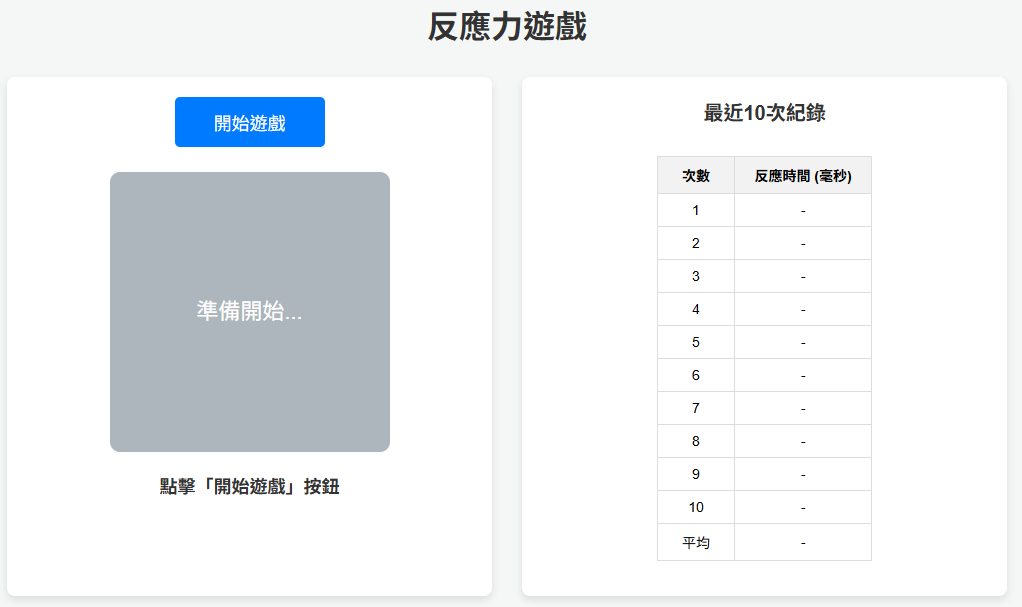 反應力遊戲
開始遊戲
準備開始...
點擊「開始遊戲」按鈕
最近10次紀錄
次數 反應時間 (毫秒)
1 -
2 -
3 -
4 -
5 -
6 -
7 -
8 -
9 -
10 -
平均 -